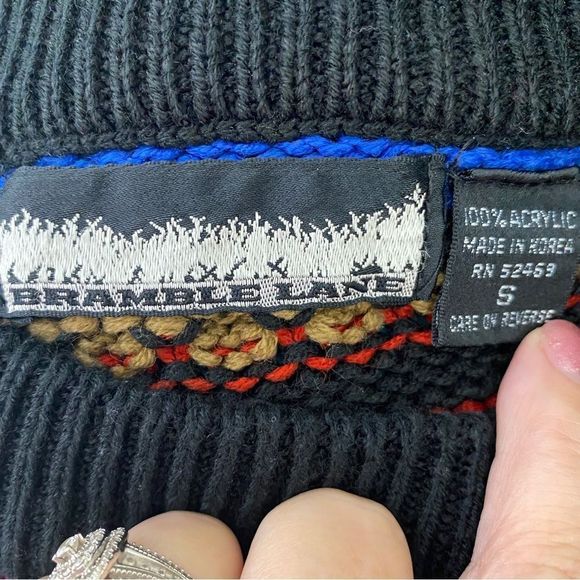 BRAMBLE LANE
100% ACRYLIC
MADE IN KOREA
RN 52469
S
CARE ON REVERSE